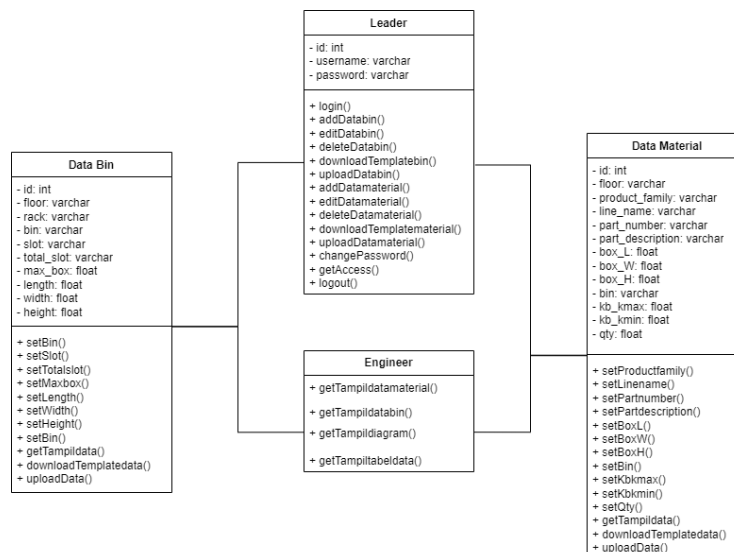 Leader
- id: int
- username: varchar
- password: varchar
+ login()
+ addDatabin()
+ editDatabin()
+ deleteDatabin()
+ downloadTemplatebin()
+ uploadDatabin()
+ addDatamaterial()
+ editDatamaterial()
+ deleteDatamaterial()
+ downloadTemplatematerial()
+ uploadDatamaterial()
+ changePassword()
+ getAccess()
+ logout()
Data Bin
- id: int
- floor: varchar
- rack: varchar
- bin: varchar
- slot: varchar
- total_slot: varchar
- max_box: float
- length: float
- width: float
- height: float
+ setBin()
+ setSlot()
+ setTotalslot()
+ setMaxbox()
+ setLength()
+ setWidth()
+ setHeight()
+ setBin()
+ getTampildata()
+ downloadTemplatedata()
+ uploadData()
Engineer
+ getTampildatamaterial()
+ getTampildatabin()
+ getTampildiagram()
+ getTampiltabeldata()
Data Material
- id: int
- floor: varchar
- product_family: varchar
- line_name: varchar
- part_number: varchar
- part_description: varchar
- box_L: float
- box_W: float
- box_H: float
- bin: varchar
- kb_kmax: float
- kb_kmin: float
- qty: float
+ setProductfamily()
+ setLinename()
+ setPartnumber()
+ setPartdescription()
+ setBoxL()
+ setBoxW()
+ setBoxH()
+ setBin()
+ setKbkmax()
+ setKbkmin()
+ setQty()
+ getTampildata()
+ downloadTemplatedata()
+ uploadData()